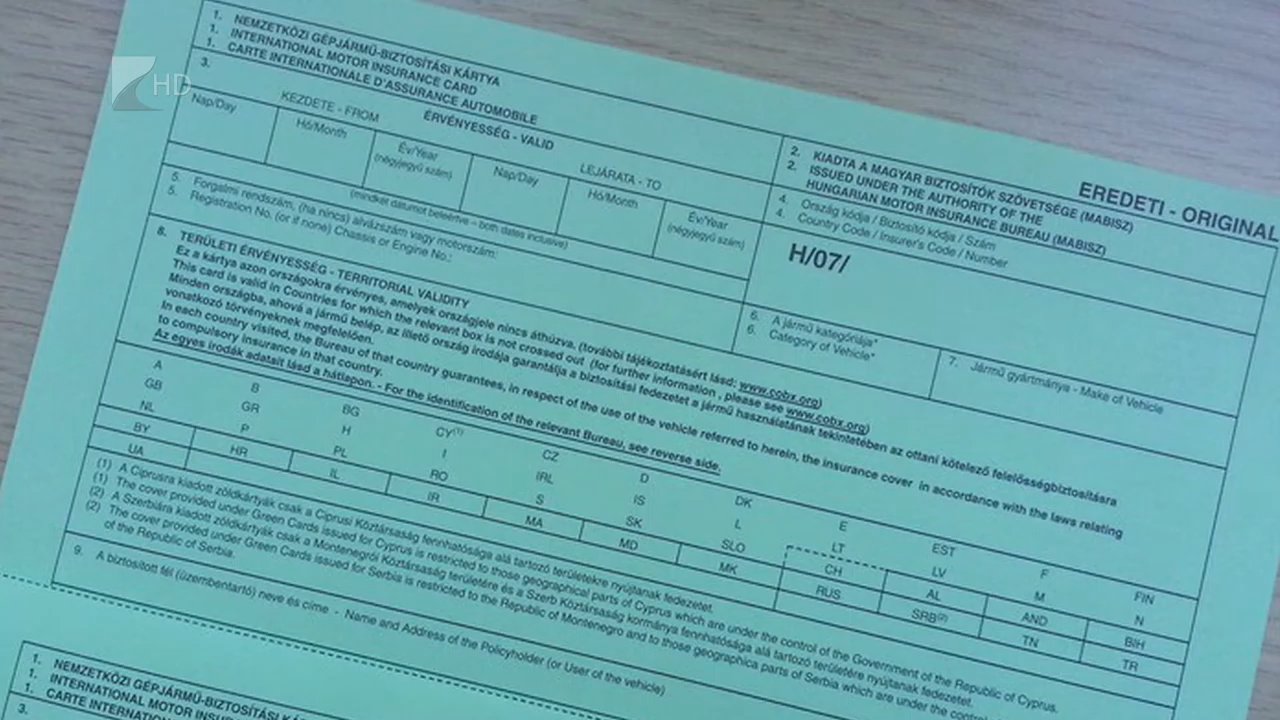 HD
1. NEMZETKÖZI GÉPJÁRMŰ-BIZTOSÍTÁSI KÁRTYA
1. INTERNATIONAL MOTOR INSURANCE CARD
1. CARTE INTERNATIONALE D'ASSURANCE AUTOMOBILE
EREDETI - ORIGINAL
2. KIADTA A MAGYAR BIZTOSÍTÓK SZÖVETSÉGE (MABISZ)
2. ISSUED UNDER THE AUTHORITY OF THE
HUNGARIAN MOTOR INSURANCE BUREAU (MABISZ)
3. ÉRVÉNYESSÉG - VALID
KEZDETE - FROM LEJÁRATA - TO
Nap/Day Hó/Month Év/Year Nap/Day Hó/Month Év/Year
(négyjegyű szám) (négyjegyű szám)
(mindkét dátumot beleértve – both dates inclusive)
4. Ország kódja / Biztosító kódja / Szám
4. Country Code / Insurer's Code / Number
H/07/
5. Forgalmi rendszám, (ha nincs) alvázszám vagy motorszám:
5. Registration No. (or if none) Chassis or Engine No.:
6. A jármű kategóriája*
6. Category of Vehicle*
7. Jármű gyártmánya - Make of Vehicle
8. TERÜLETI ÉRVÉNYESSÉG - TERRITORIAL VALIDITY
Ez a kártya azon országokra érvényes, amelyek országjele nincs áthúzva. (további tájékoztatásért lásd: www.cobx.org)
This card is valid in Countries for which the relevant box is not crossed out (for further information , please see www.cobx.org)
Minden országba, ahová a jármű belép, az illető ország irodája garantálja a biztosítási fedezetet a jármű használatának tekintetében az ottani kötelező felelősségbiztosításra
vonatkozó törvényeknek megfelelően.
In each country visited, the Bureau of that country guarantees, in respect of the use of the vehicle referred to herein, the insurance cover in accordance with the laws relating
to compulsory insurance in that country.
Az egyes irodák adatait lásd a hátlapon. - For the identification of the relevant Bureau, see reverse side.
A B BG CY(1) CZ D DK E EST F FIN
GB GR H I IRL IS L LT LV M N
NL P PL RO S SK SLO CH AL AND BIH
BY HR IL IR MA MD MK RUS SRB(2) TN TR
UA
(1) A Ciprusra kiadott zöldkártyák csak a Ciprusi Köztársaság fennhatósága alá tartozó területekre nyújtanak fedezetet.
(1) The cover provided under Green Cards issued for Cyprus is restricted to those geographical parts of Cyprus which are under the control of the Government of the Republic of Cyprus.
(2) A Szerbiára kiadott zöldkártyák csak a Montenegrói Köztársaság területére és a Szerb Köztársaság kormánya fennhatósága alá tartozó területére nyújtanak fedezetet.
(2) The cover provided under Green Cards issued for Serbia is restricted to the Republic of Montenegro and to those geographica parts of Serbia which are under the
of the Republic of Serbia.
9. A biztosított fél (üzembentartó) neve és címe - Name and Address of the Policyholder (or User of the vehicle)
1. NEMZETKÖZI GÉPJÁRMŰ-BIZTOSÍTÁSI
1. INTERNATIONAL MOTOR
1. CARTE
3.